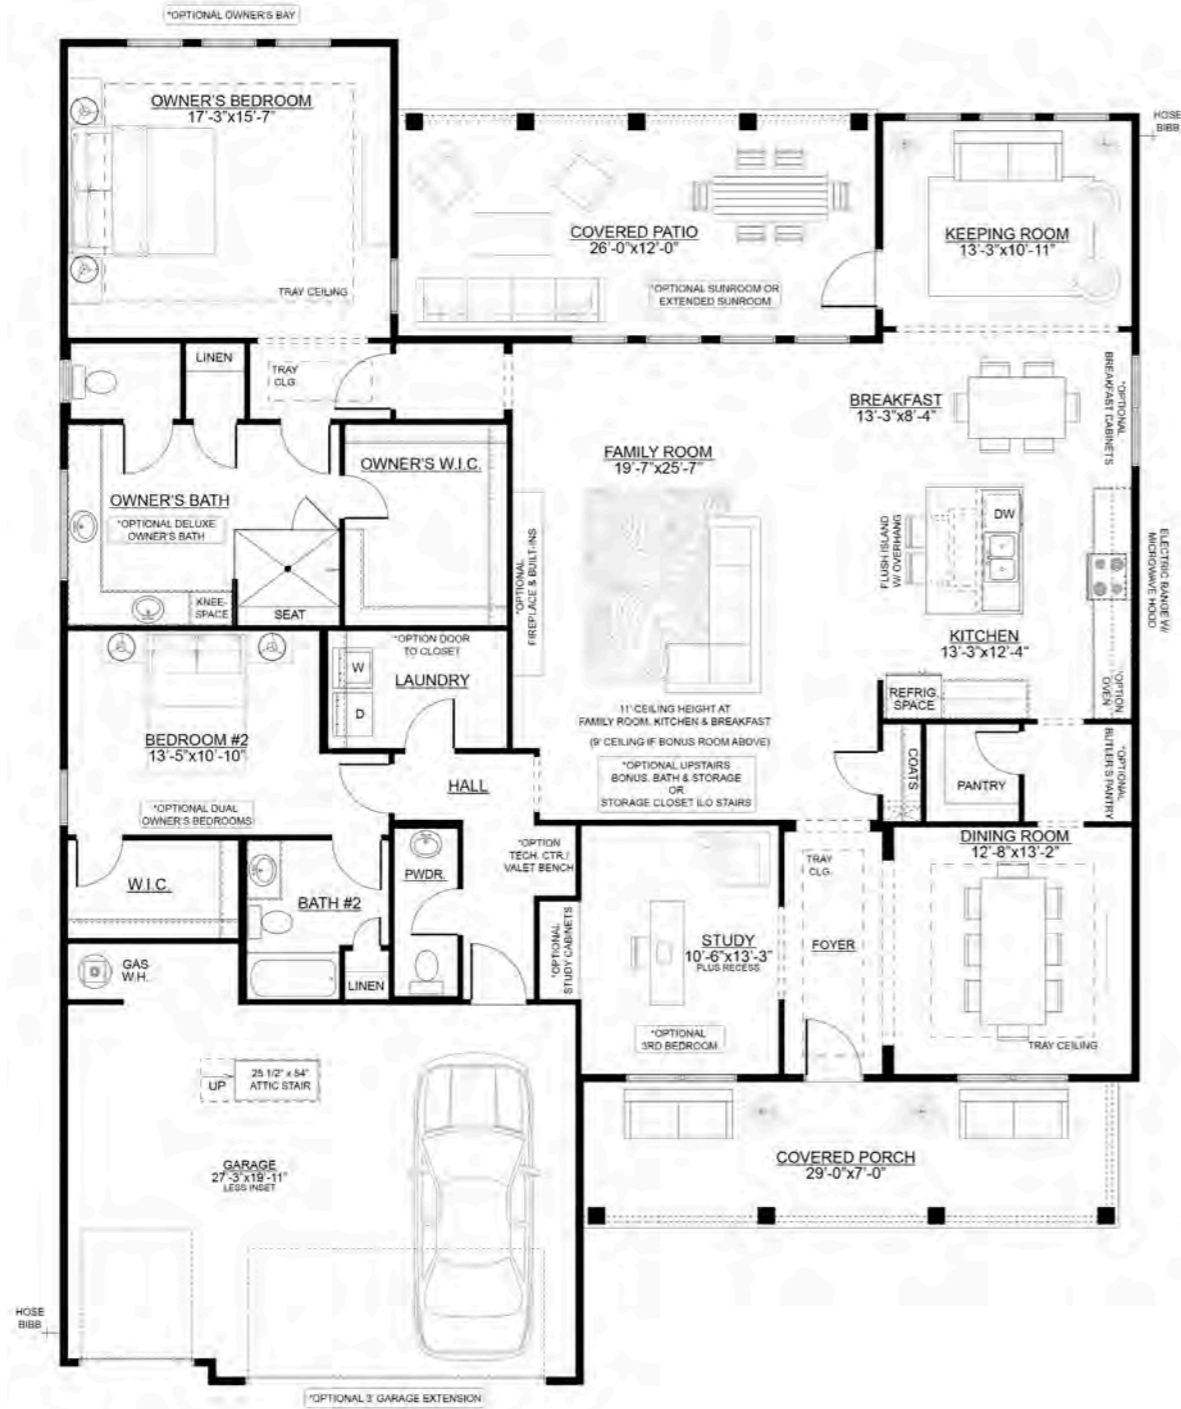 *OPTIONAL OWNER'S BAY
OWNER'S BEDROOM
17'-3"x15'-7"
TRAY CEILING
HOSE
BIBB
COVERED PATIO
26'-0"x12'-0"
*OPTIONAL SUNROOM OR
EXTENDED SUNROOM
KEEPING ROOM
13'-3"x10'-11"
LINEN
TRAY
CLG.
BREAKFAST
13'-3"x8'-4"
*OPTIONAL
BREAKFAST CABINETS
FAMILY ROOM
19'-7"x25'-7"
OWNER'S W.I.C.
OWNER'S BATH
*OPTIONAL DELUXE
OWNER'S BATH
KNEE-
SPACE
SEAT
*OPTIONAL
FIREPLACE & BUILT-INS
FLUSH ISLAND
W/ OVERHANG
DW
ELECTRIC RANGE W/
MICROWAVE HOOD
KITCHEN
13'-3"x12'-4"
REFRIG.
SPACE
*OPTION
OVEN
*OPTION DOOR
TO CLOSET
LAUNDRY
W
D
11' CEILING HEIGHT AT
FAMILY ROOM, KITCHEN & BREAKFAST
(9' CEILING IF BONUS ROOM ABOVE)
*OPTIONAL UPSTAIRS
BONUS, BATH & STORAGE
OR
STORAGE CLOSET ILO STAIRS
BEDROOM #2
13'-5"x10'-10"
*OPTIONAL DUAL
OWNER'S BEDROOMS
HALL
COATS
PANTRY
*OPTIONAL
BUTLER'S PANTRY
W.I.C.
BATH #2
LINEN
PWDR.
*OPTION
TECH. CTR./
VALET BENCH
*OPTIONAL
STUDY CABINETS
STUDY
10'-6"x13'-3"
PLUS RECESS
*OPTIONAL
3RD BEDROOM
TRAY
CLG.
FOYER
DINING ROOM
12'-8"x13'-2"
TRAY CEILING
GAS
W.H.
UP
25 1/2" x 54"
ATTIC STAIR
GARAGE
27'-3"x19'-11"
LESS INSET
COVERED PORCH
29'-0"x7'-0"
HOSE
BIBB
*OPTIONAL 3' GARAGE EXTENSION